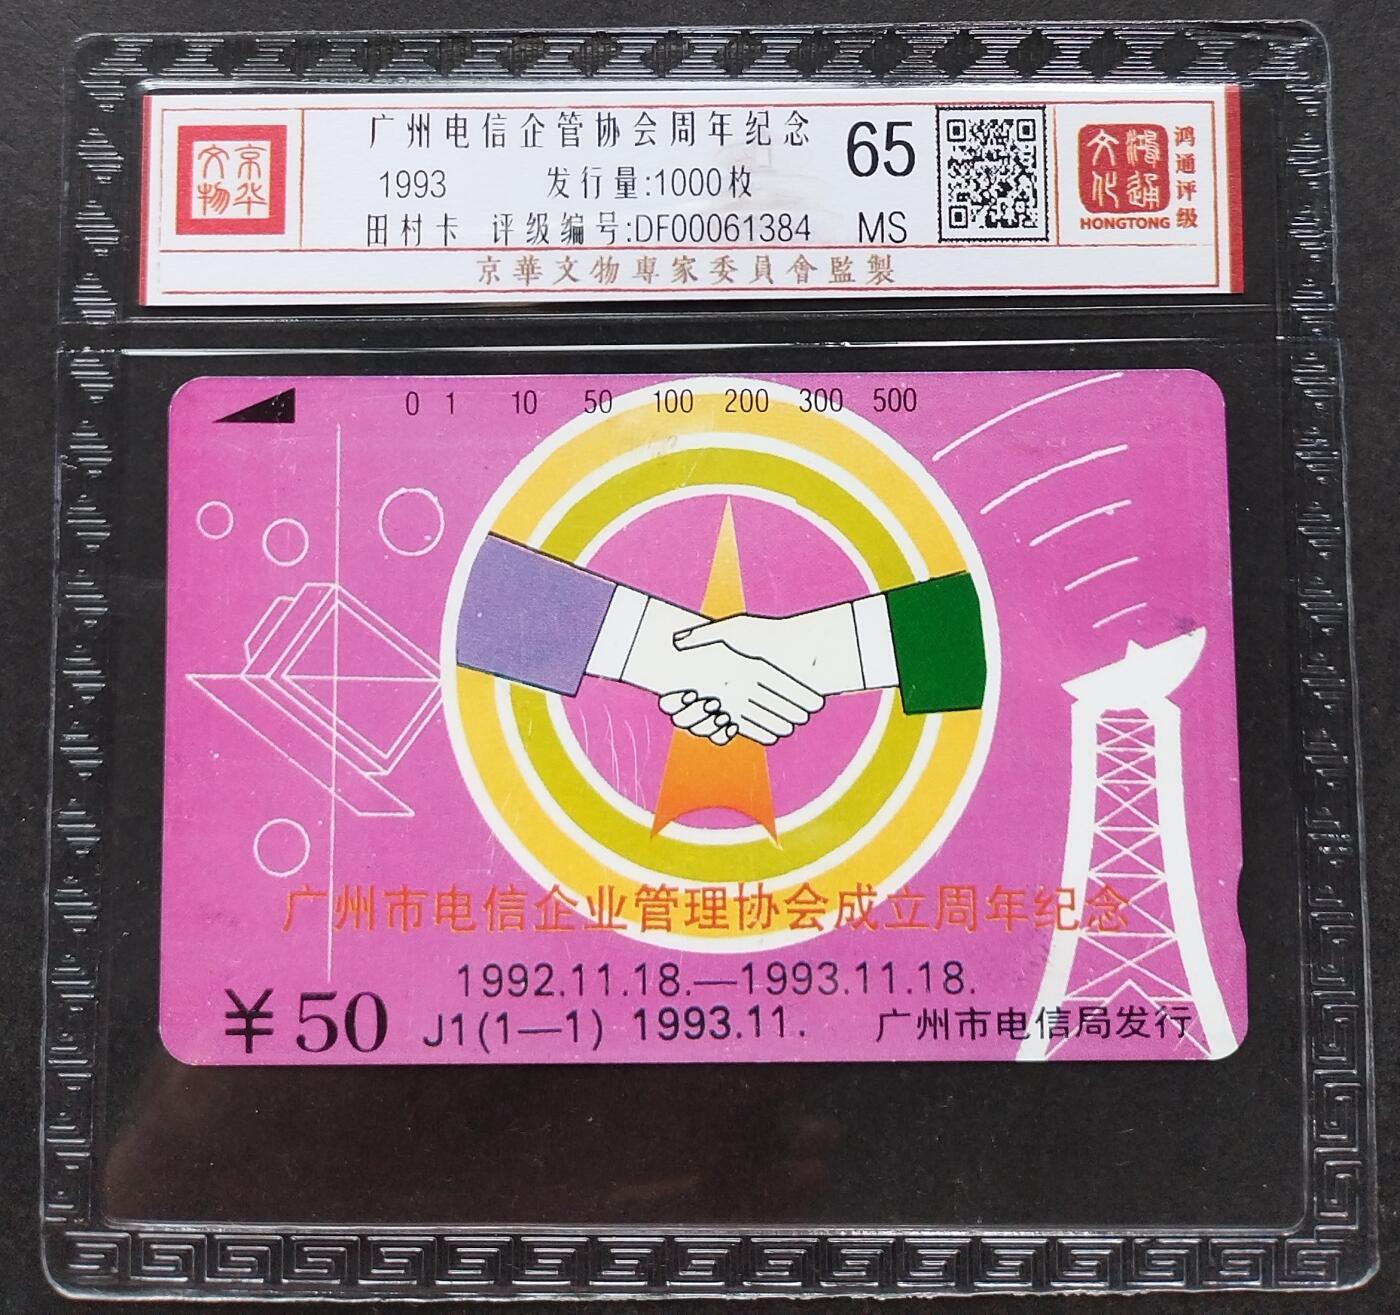 京华文物
广州电信企管协会周年纪念
1993 发行量:1000枚
田村卡 评级编号:DF00061384
65
MS
鸿通文化
HONGTONG
鸿通评级
京華文物專家委員會監製
0 1 10 50 100 200 300 500
广州市电信企业管理协会成立周年纪念
1992.11.18.—1993.11.18.
¥50 J1(1—1) 1993.11. 广州市电信局发行